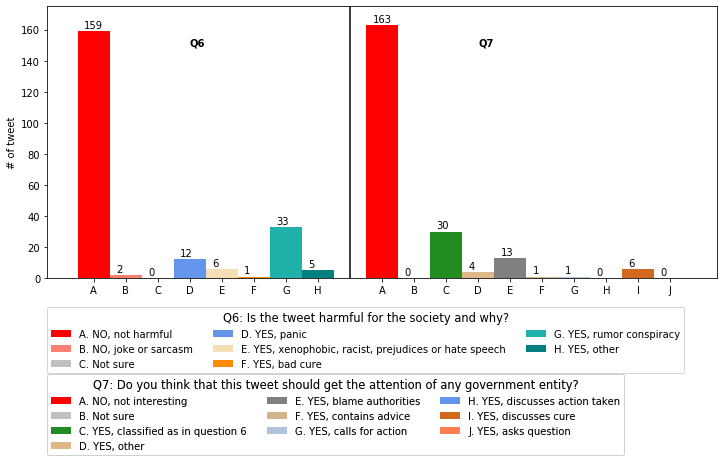 Q6 Q7
# of tweet
160
140
120
100
80
60
40
20
0
159 2 0 12 6 1 33 5 163 0 30 4 13 1 1 0 6 0
A B C D E F G H A B C D E F G H I J
Q6: Is the tweet harmful for the society and why?
A. NO, not harmful D. YES, panic G. YES, rumor conspiracy
B. NO, joke or sarcasm E. YES, xenophobic, racist, prejudices or hate speech H. YES, other
C. Not sure F. YES, bad cure
Q7: Do you think that this tweet should get the attention of any government entity?
A. NO, not interesting E. YES, blame authorities H. YES, discusses action taken
B. Not sure F. YES, contains advice I. YES, discusses cure
C. YES, classified as in question 6 G. YES, calls for action J. YES, asks question
D. YES, other